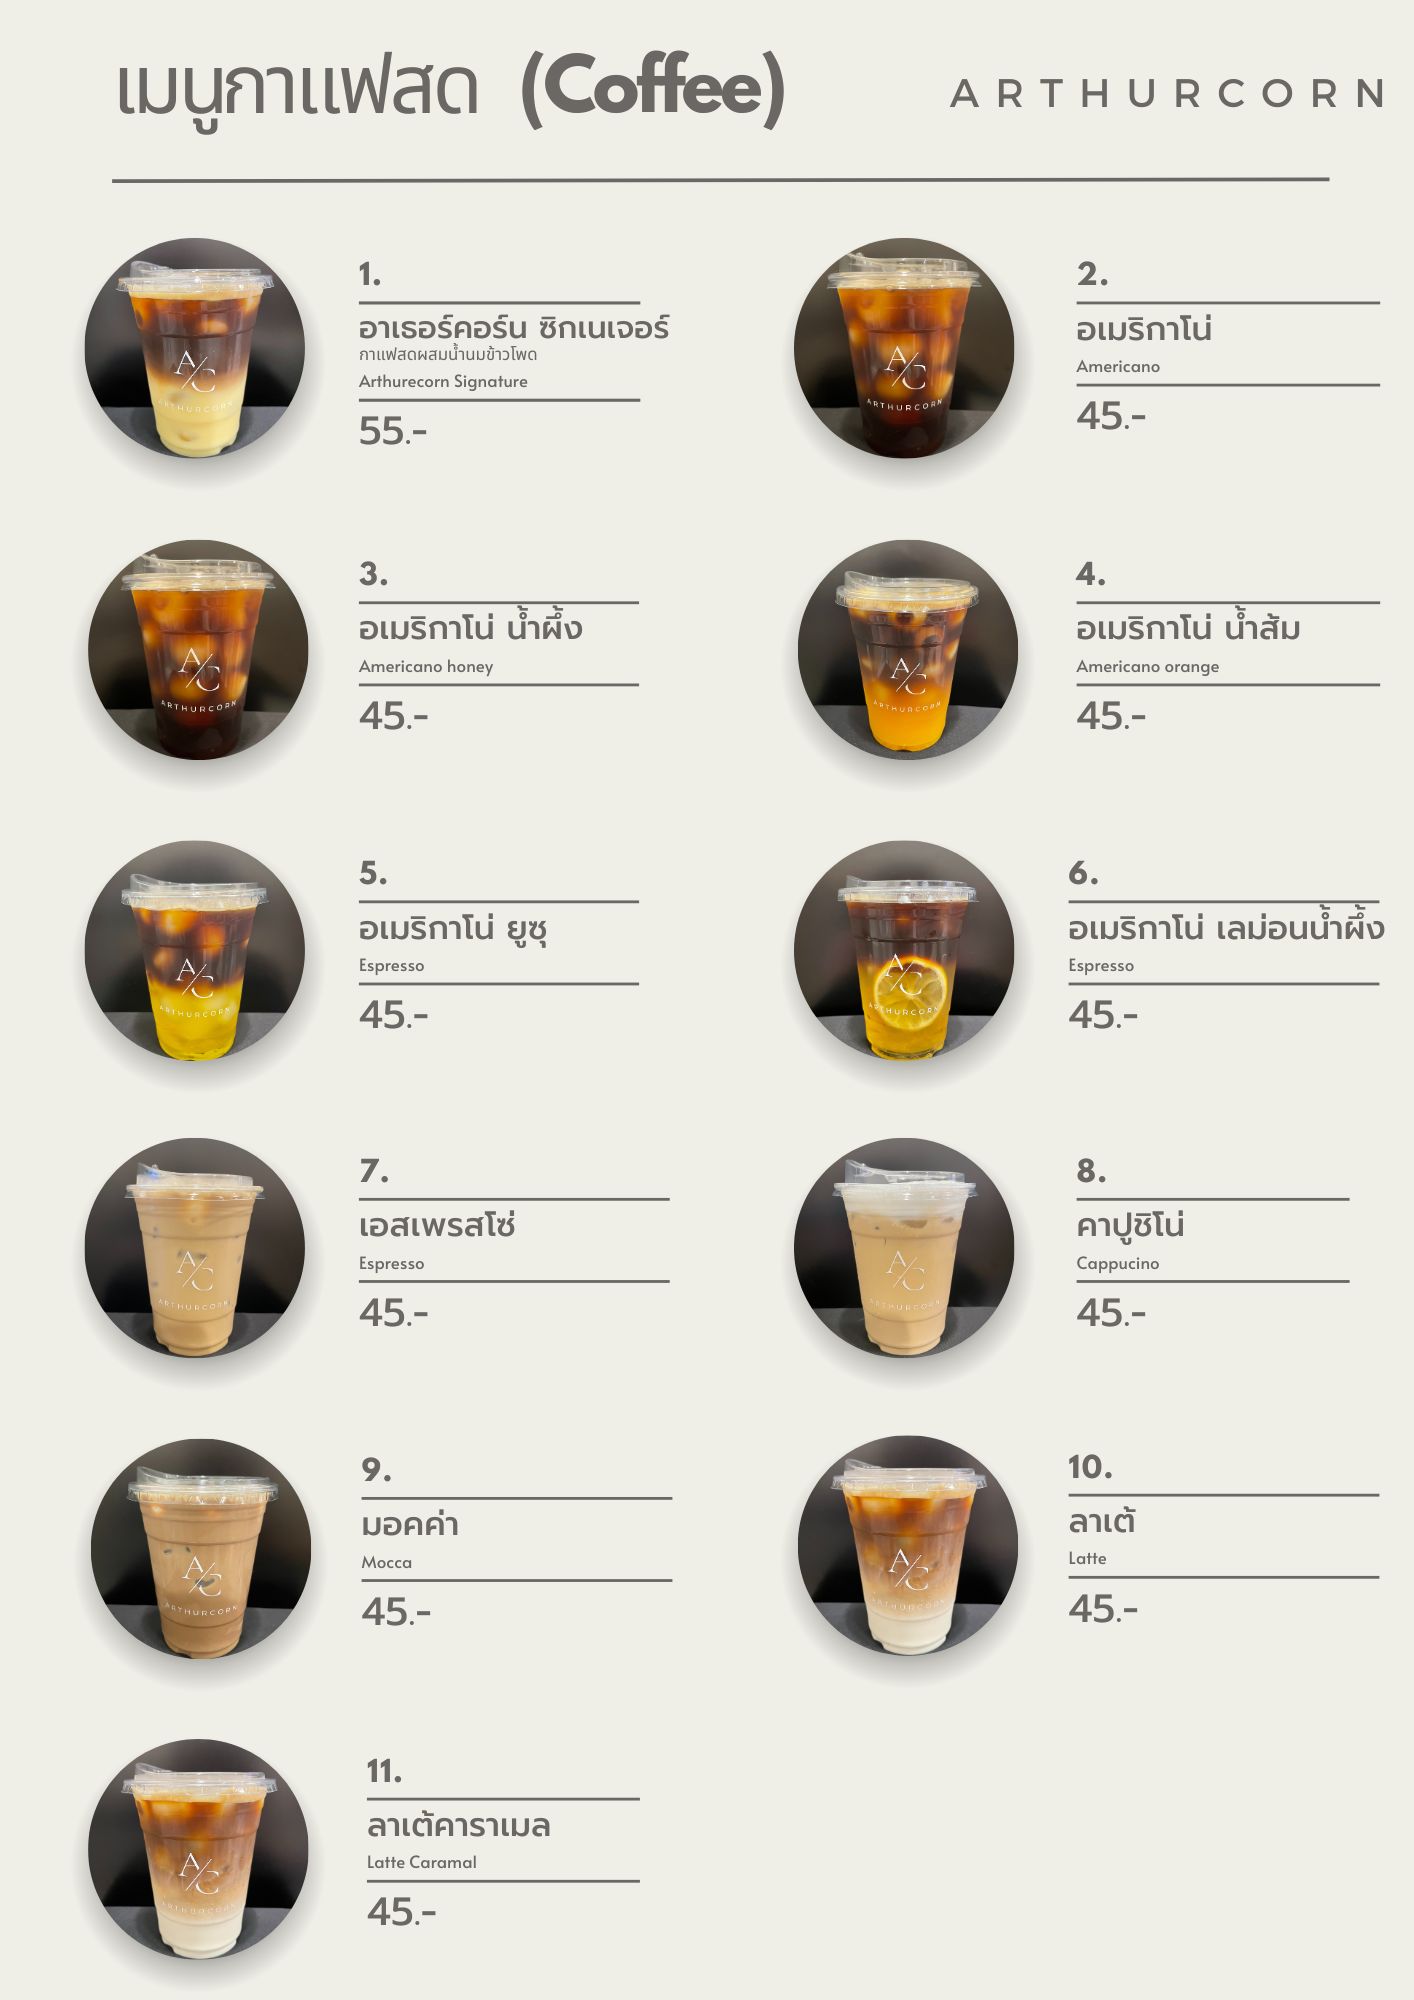 เมนูกาแฟสด (Coffee)
ARTHURCORN
1.
อาเธอร์คอร์น ซิกเนเจอร์
กาแฟสดผสมน้ำนมข้าวโพด
Arthurecorn Signature
55.-
A/C
ARTHURCORN
2.
อเมริกาโน่
Americano
45.-
A/C
ARTHURCORN
3.
อเมริกาโน่ น้ำผึ้ง
Americano honey
45.-
A/C
ARTHURCORN
4.
อเมริกาโน่ น้ำส้ม
Americano orange
45.-
A/C
ARTHURCORN
5.
อเมริกาโน่ ยูซุ
Espresso
45.-
A/C
ARTHURCORN
6.
อเมริกาโน่ เลม่อนน้ำผึ้ง
Espresso
45.-
A/C
ARTHURCORN
7.
เอสเพรสโซ่
Espresso
45.-
A/C
ARTHURCORN
8.
คาปูชิโน่
Cappucino
45.-
A/C
ARTHURCORN
9.
มอคค่า
Mocca
45.-
A/C
ARTHURCORN
10.
ลาเต้
Latte
45.-
A/C
ARTHURCORN
11.
ลาเต้คาราเมล
Latte Caramal
45.-
A/C
ARTHURCORN